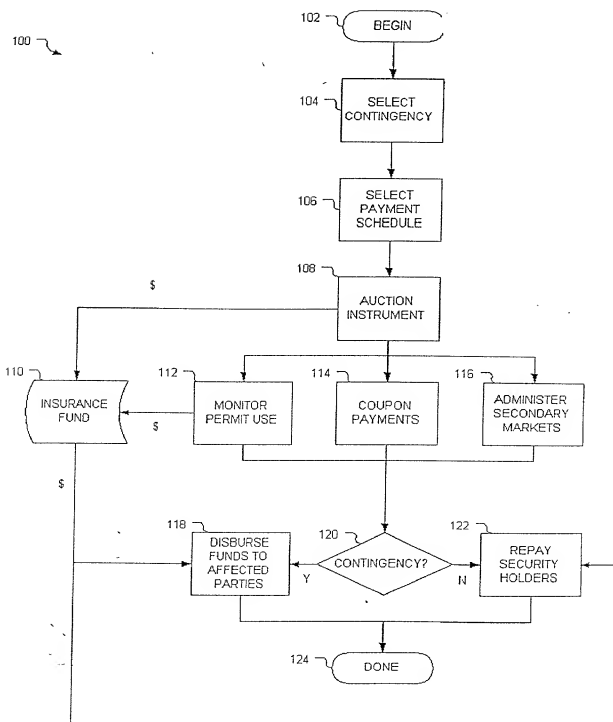 102
BEGIN
100
104
SELECT
CONTINGENCY
106
SELECT
PAYMENT
SCHEDULE
108
$
AUCTION
INSTRUMENT
110
INSURANCE
FUND
112
MONITOR
PERMIT USE
$
114
COUPON
PAYMENTS
116
ADMINISTER
SECONDARY
MARKETS
$
118
DISBURSE
FUNDS TO
AFFECTED
PARTIES
120
CONTINGENCY?
Y
N
122
REPAY
SECURITY
HOLDERS
124
DONE